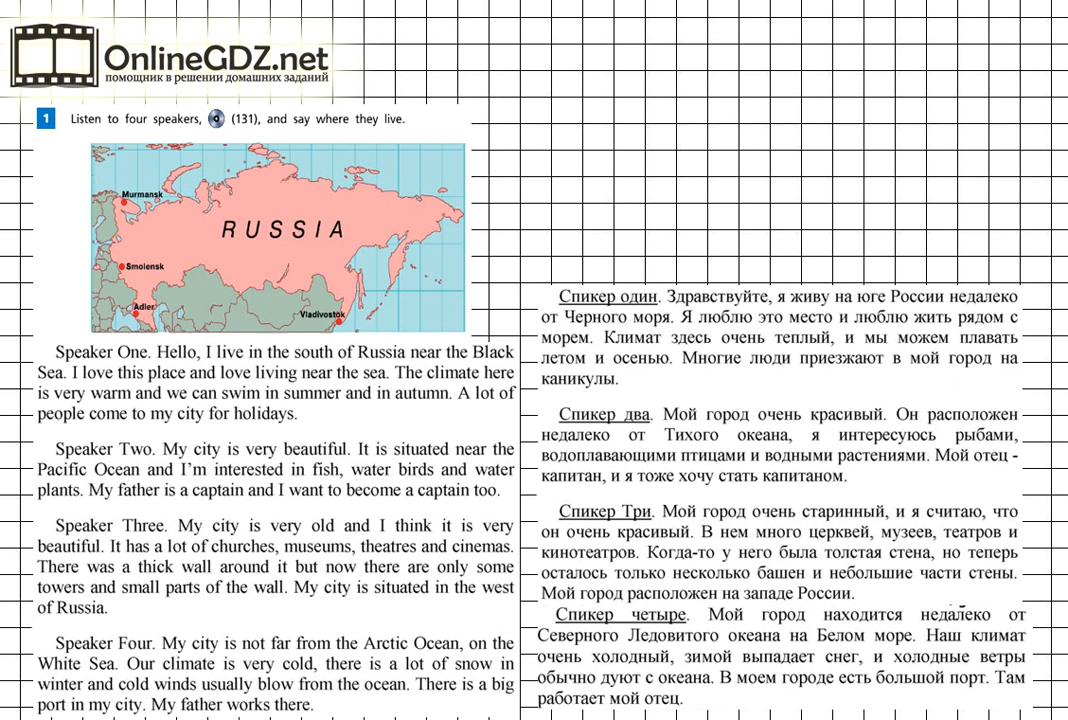 OnlineGDZ.net
помощник в решении домашних заданий
1 Listen to four speakers, (131), and say where they live.
Murmansk
RUSSIA
Smolensk
Adler
Vladivostok
Speaker One. Hello, I live in the south of Russia near the Black
Sea. I love this place and love living near the sea. The climate here
is very warm and we can swim in summer and in autumn. A lot of
people come to my city for holidays.
Speaker Two. My city is very beautiful. It is situated near the
Pacific Ocean and I'm interested in fish, water birds and water
plants. My father is a captain and I want to become a captain too.
Speaker Three. My city is very old and I think it is very
beautiful. It has a lot of churches, museums, theatres and cinemas.
There was a thick wall around it but now there are only some
towers and small parts of the wall. My city is situated in the west
of Russia.
Speaker Four. My city is not far from the Arctic Ocean, on the
White Sea. Our climate is very cold, there is a lot of snow in
winter and cold winds usually blow from the ocean. There is a big
port in my city. My father works there.
Спикер один. Здравствуйте, я живу на юге России недалеко
от Черного моря. Я люблю это место и люблю жить рядом с
морем. Климат здесь очень теплый, и мы можем плавать
летом и осенью. Многие люди приезжают в мой город на
каникулы.
Спикер два. Мой город очень красивый. Он расположен
недалеко от Тихого океана, я интересуюсь рыбами,
водоплавающими птицами и водными растениями. Мой отец -
капитан, и я тоже хочу стать капитаном.
Спикер Три. Мой город очень старинный, и я считаю, что
он очень красивый. В нем много церквей, музеев, театров и
кинотеатров. Когда-то у него была толстая стена, но теперь
осталось только несколько башен и небольшие части стены.
Мой город расположен на западе России.
Спикер четыре. Мой город находится недалеко от
Северного Ледовитого океана на Белом море. Наш климат
очень холодный, зимой выпадает снег, и холодные ветры
обычно дуют с океана. В моем городе есть большой порт. Там
работает мой отец.